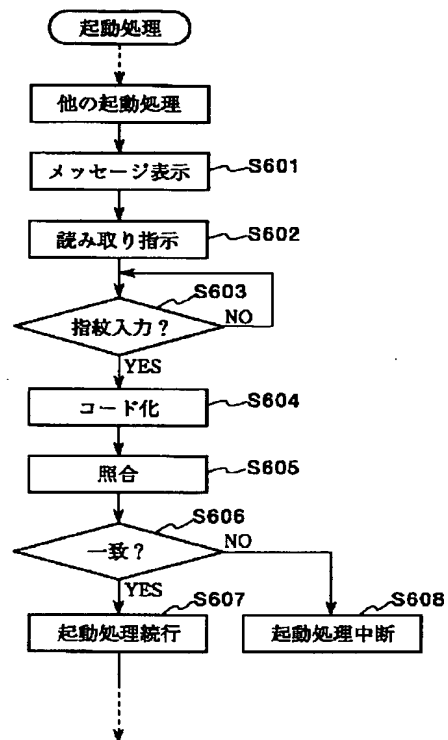 起動処理
他の起動処理
メッセージ表示
S601
読み取り指示
S602
S603
指紋入力？
NO
YES
コード化
S604
照合
S605
S606
一致？
NO
YES
S607
起動処理続行
S608
起動処理中断